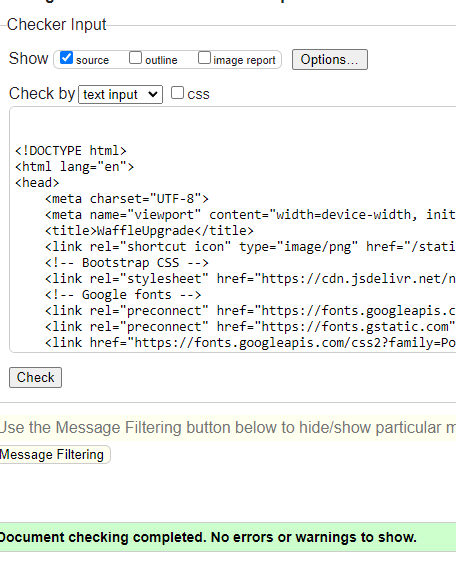 Checker Input
Show source outline image report Options...
Check by text input CSS
<!DOCTYPE html>
<html lang="en">
<head>
<meta charset="UTF-8">
<meta name="viewport" content="width=device-width, init
<title>WaffleUpgrade</title>
<link rel="shortcut icon" type="image/png" href="/stati
<!-- Bootstrap CSS -->
<link rel="stylesheet" href="https://cdn.jsdelivr.net/n
<!-- Google fonts -->
<link rel="preconnect" href="https://fonts.googleapis.c
<link rel="preconnect" href="https://fonts.gstatic.com"
<link href="https://fonts.googleapis.com/css2?family=Po
Check
Use the Message Filtering button below to hide/show particular m
Message Filtering
Document checking completed. No errors or warnings to show.